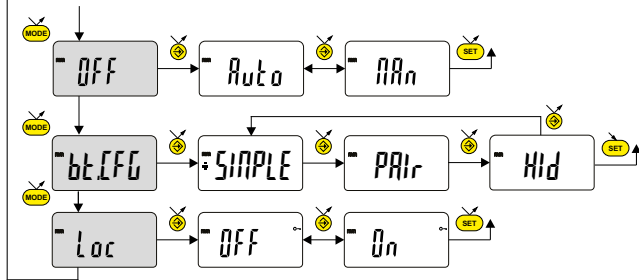 MODE
OFF
Auto
MAn
SET
MODE
bt.CFG
SIMPLE
PAIr
HId
SET
MODE
Loc
OFF
On
SET